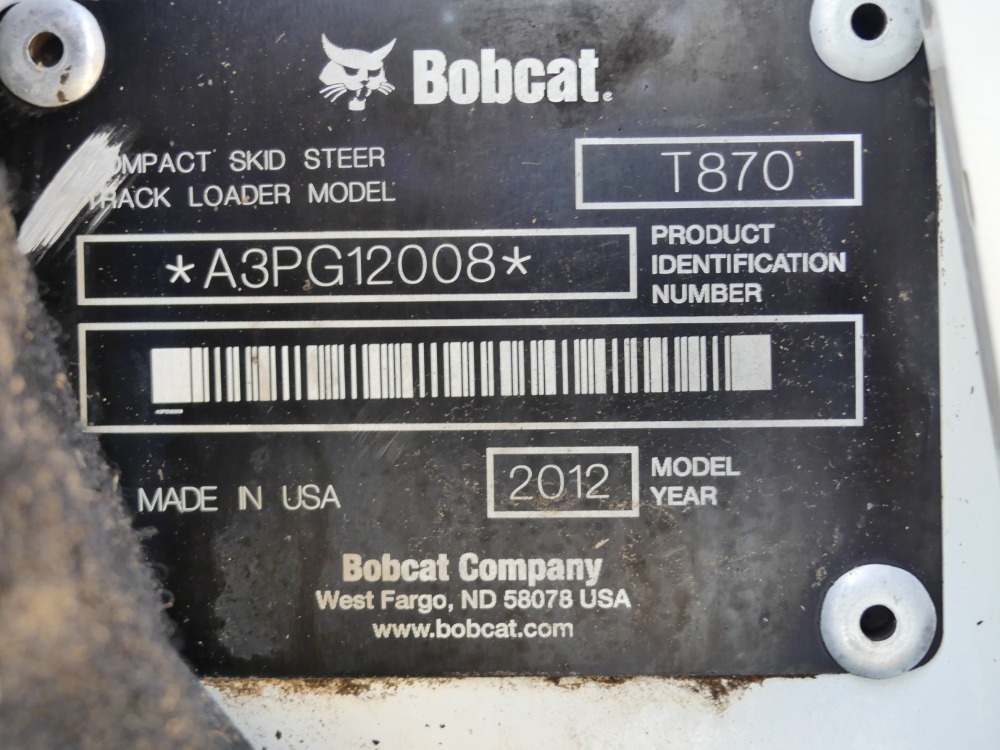 Bobcat
COMPACT SKID STEER
TRACK LOADER MODEL
T870
*A3PG12008*
PRODUCT
IDENTIFICATION
NUMBER
MADE IN USA
2012
MODEL
YEAR
Bobcat Company
West Fargo, ND 58078 USA
www.bobcat.com